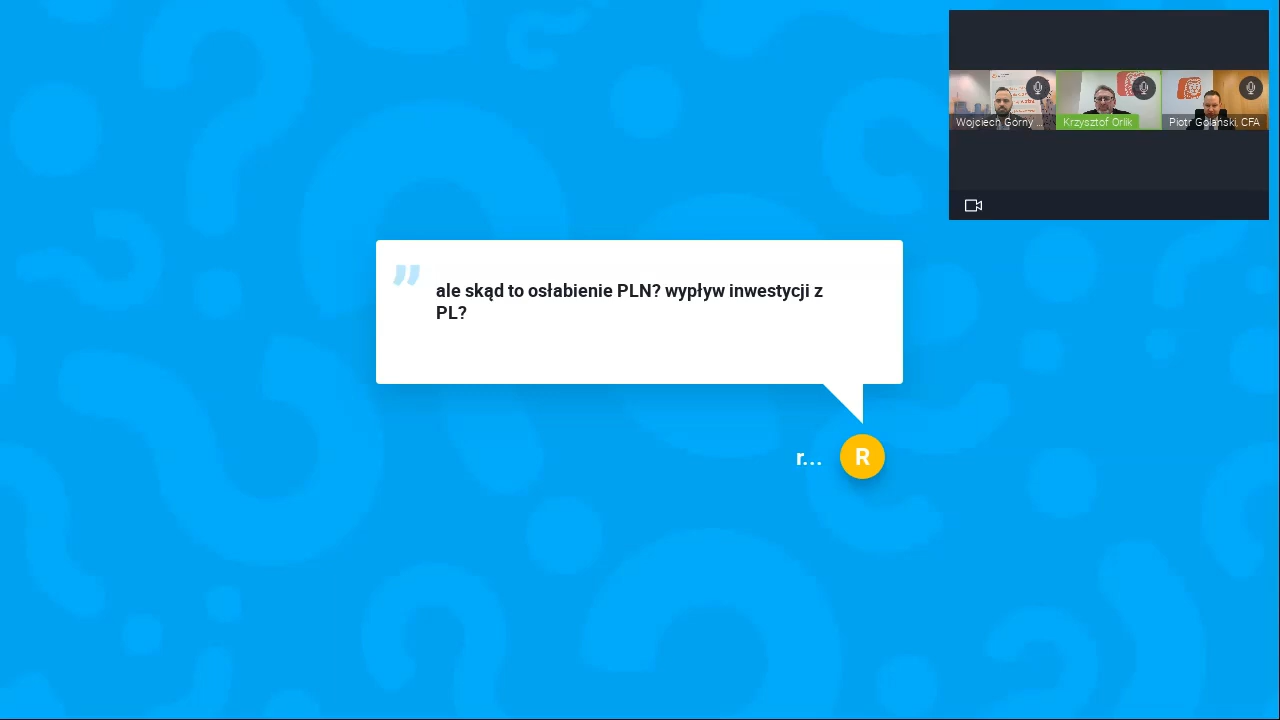 Wojciech Górny ...
Krzysztof Orlik
Piotr Golański, CFA
”
ale skąd to osłabienie PLN? wypływ inwestycji z
PL?
r...
R